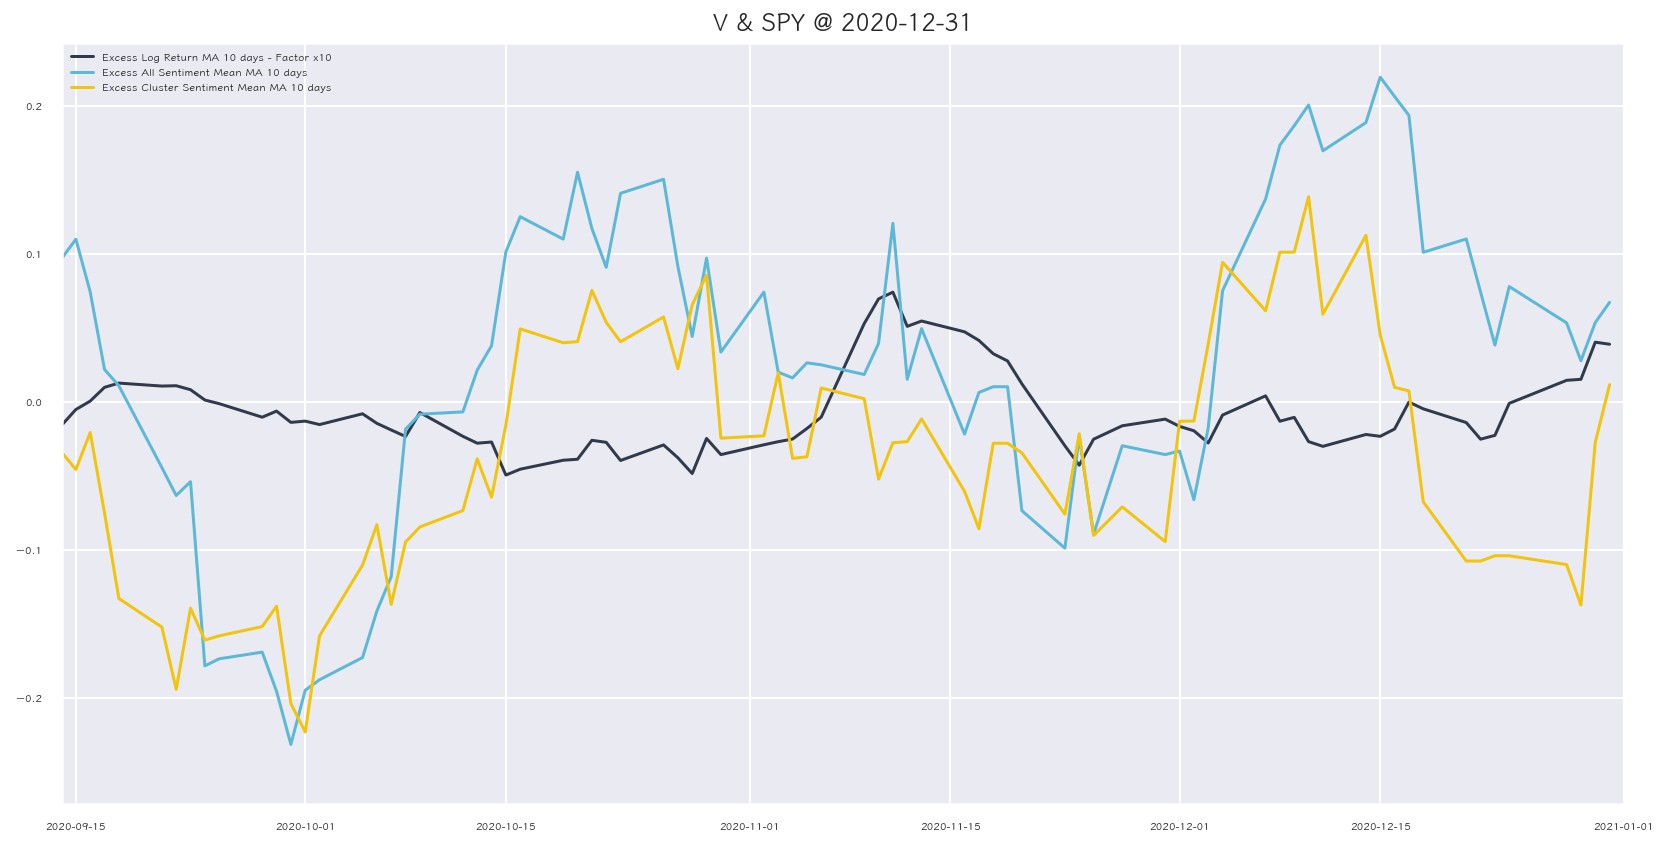 V & SPY @ 2020-12-31
Excess Log Return MA 10 days - Factor x10
Excess All Sentiment Mean MA 10 days
Excess Cluster Sentiment Mean MA 10 days
0.2
0.1
0.0
−0.1
−0.2
2020-09-15 2020-10-01 2020-10-15 2020-11-01 2020-11-15 2020-12-01 2020-12-15 2021-01-01